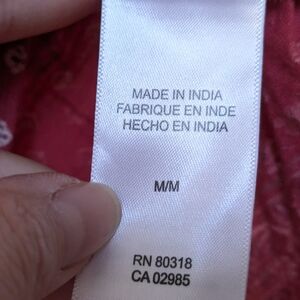 MADE IN INDIA
FABRIQUE EN INDE
HECHO EN INDIA
M/M
RN 80318
CA 02985